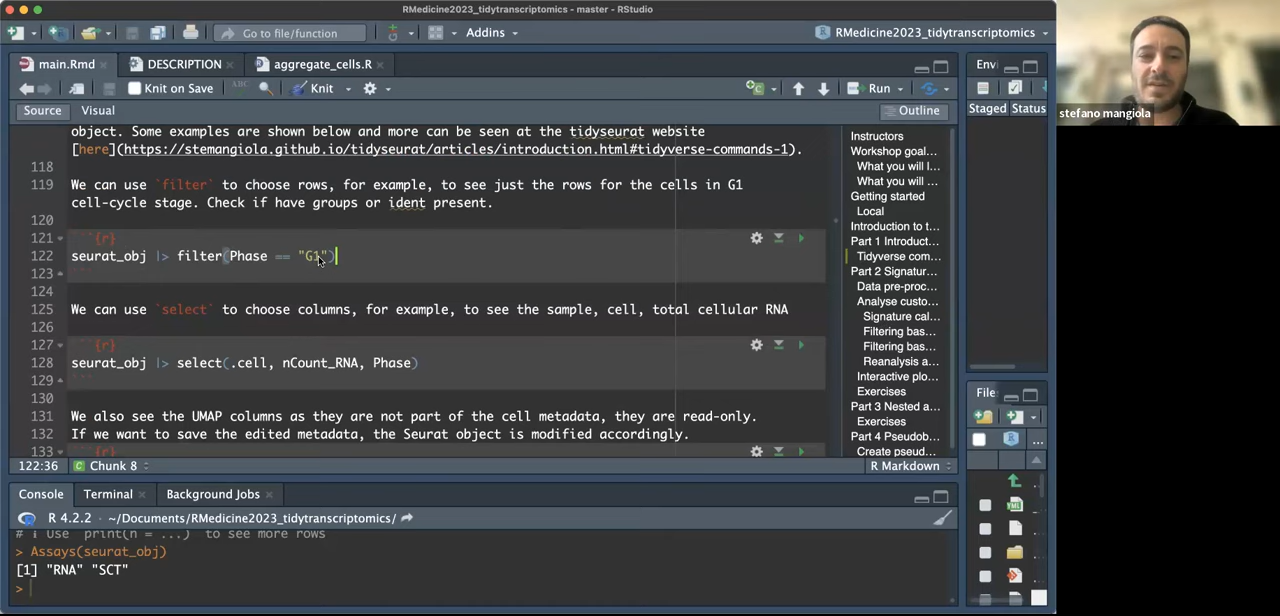 RMedicine2023_tidytranscriptomics - master - RStudio
Go to file/function
Addins
RMedicine2023_tidytranscriptomics
main.Rmd
DESCRIPTION
aggregate_cells.R
Knit on Save
ABC
Knit
Run
Source
Visual
Outline
object. Some examples are shown below and more can be seen at the tidyseurat website
[here](https://stemangiola.github.io/tidyseurat/articles/introduction.html#tidyverse-commands-1).
118
119 We can use `filter` to choose rows, for example, to see just the rows for the cells in G1
cell-cycle stage. Check if have groups or ident present.
120
121 ```{r}
122 seurat_obj |> filter(Phase == "G1")
123 ```
124
125 We can use `select` to choose columns, for example, to see the sample, cell, total cellular RNA
126
127 ```{r}
128 seurat_obj |> select(.cell, nCount_RNA, Phase)
129 ```
130
131 We also see the UMAP columns as they are not part of the cell metadata, they are read-only.
132 If we want to save the edited metadata, the Seurat object is modified accordingly.
133 ```{r}
122:36
Chunk 8
R Markdown
Instructors
Workshop goal...
What you will l...
What you will ...
Getting started
Local
Introduction to t...
Part 1 Introduct...
Tidyverse com...
Part 2 Signatur...
Data pre-proc...
Analyse custo...
Signature cal...
Filtering bas...
Filtering bas...
Reanalysis a...
Interactive plo...
Exercises
Part 3 Nested a...
Exercises
Part 4 Pseudob...
Create pseud...
Console
Terminal
Background Jobs
R 4.2.2 · ~/Documents/RMedicine2023_tidytranscriptomics/
# ℹ Use `print(n = ...)` to see more rows
> Assays(seurat_obj)
[1] "RNA" "SCT"
>
Envi
Staged Status
Files
...
stefano mangiola